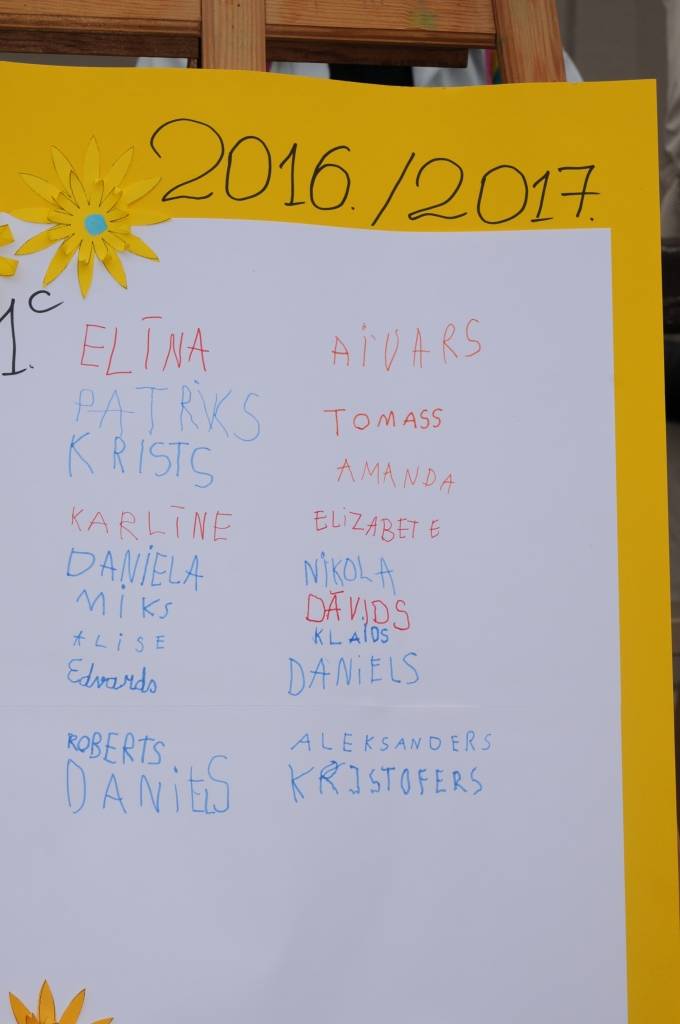 2016./2017.
1.c
ELĪNA
PATRIKS
KRISTS
KARLĪNE
DANIELA
MiKs
ALiSE
Edvards
ROBERTS
DANiELS
AiVARS
TOMASS
AMANDA
ELiZABETE
NiKOLA
DĀVIDS
KLAIDS
DANiELS
ALEKSANDERS
KRISTOFERS